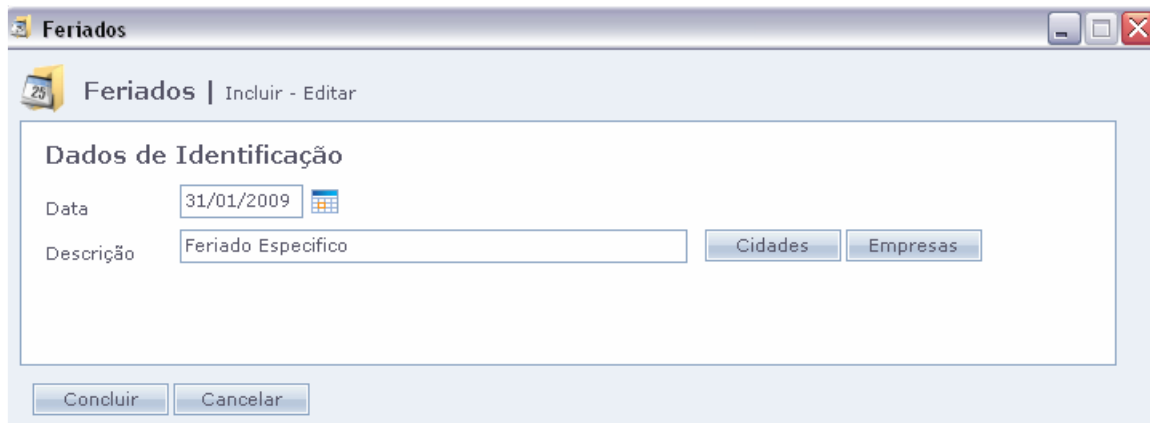 Feriados
Feriados | Incluir - Editar
Dados de Identificação
Data 31/01/2009
Descrição Feriado Especifico Cidades Empresas
Concluir Cancelar